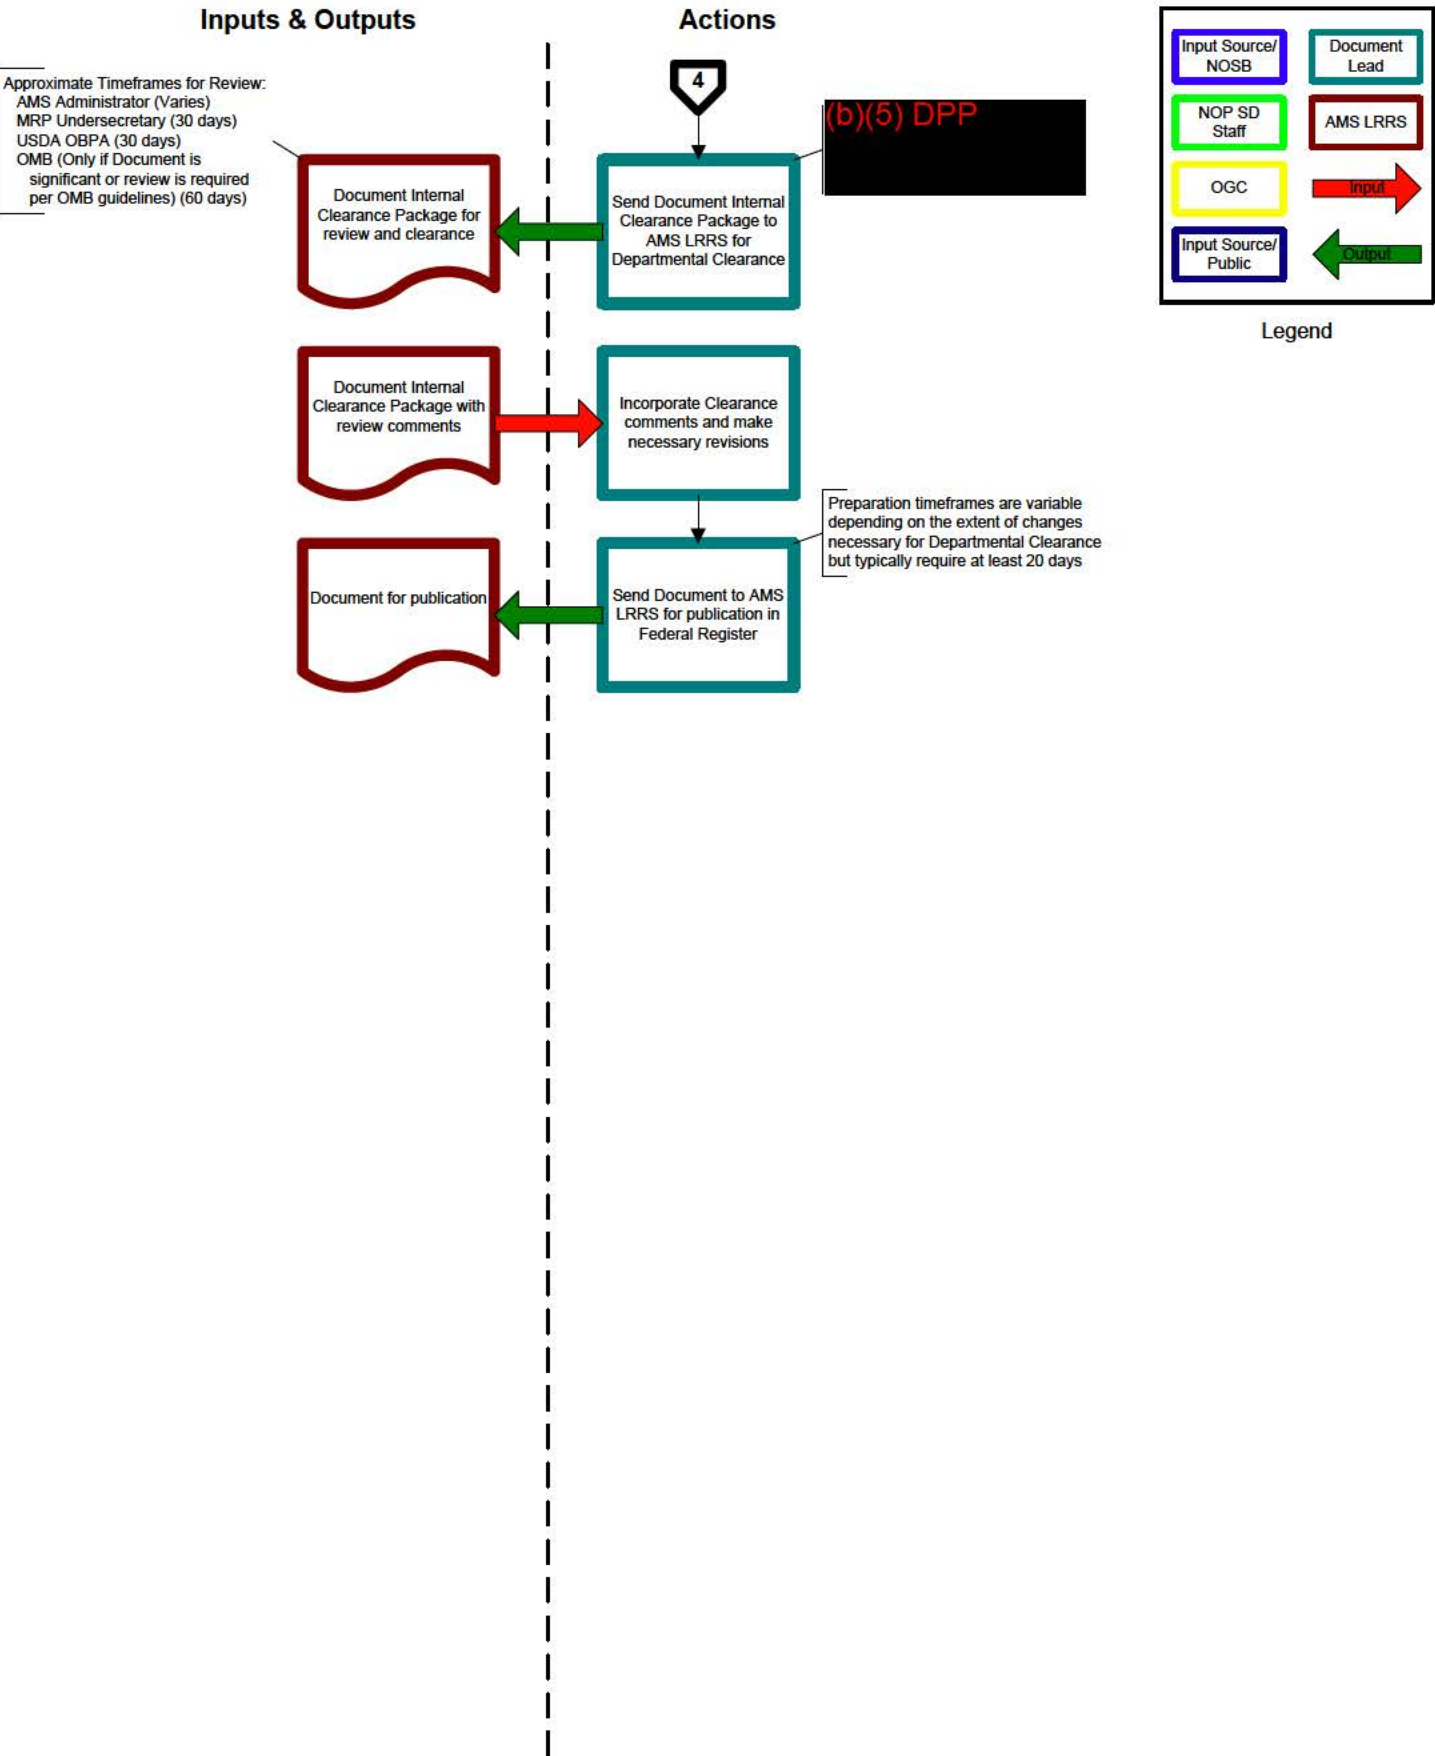 Inputs & Outputs
Actions
4
Approximate Timeframes for Review:
AMS Administrator (Varies)
MRP Undersecretary (30 days)
USDA OBPA (30 days)
OMB (Only if Document is
significant or review is required
per OMB guidelines) (60 days)
Document Internal
Clearance Package for
review and clearance
Send Document Internal
Clearance Package to
AMS LRRS for
Departmental Clearance
(b)(5) DPP
Document Internal
Clearance Package with
review comments
Incorporate Clearance
comments and make
necessary revisions
Preparation timeframes are variable
depending on the extent of changes
necessary for Departmental Clearance
but typically require at least 20 days
Document for publication
Send Document to AMS
LRRS for publication in
Federal Register
Input Source/
NOSB
Document
Lead
NOP SD
Staff
AMS LRRS
OGC
Input
Input Source/
Public
Output
Legend